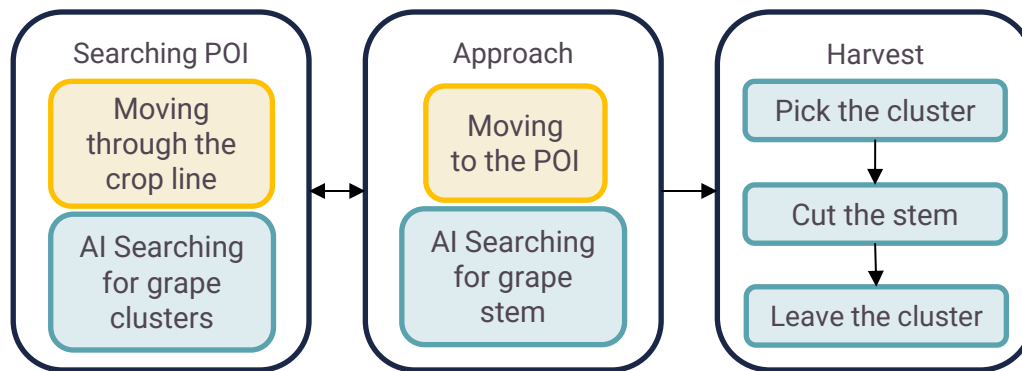 Searching POI
Moving
through the
crop line
AI Searching
for grape
clusters
Approach
Moving
to the POI
AI Searching
for grape
stem
Harvest
Pick the cluster
Cut the stem
Leave the cluster